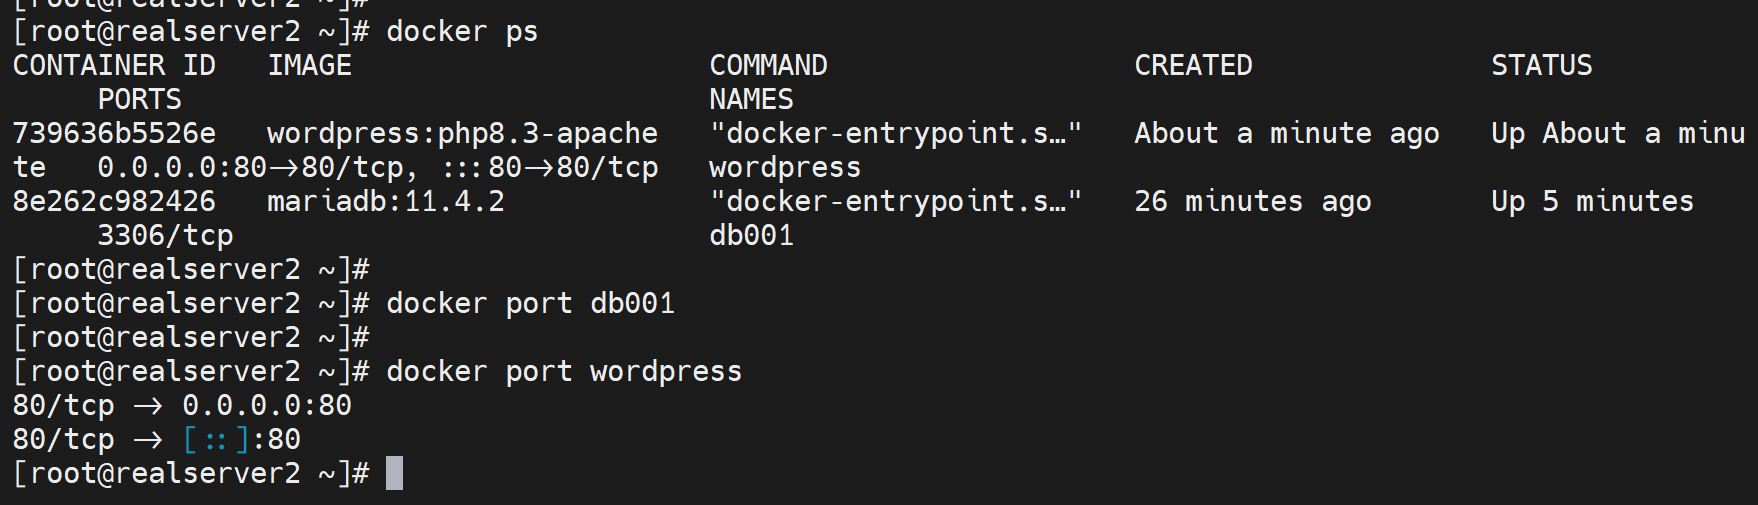 [root@realserver2 ~]#
[root@realserver2 ~]# docker ps
CONTAINER ID   IMAGE                     COMMAND                  CREATED              STATUS
     PORTS                               NAMES
739636b5526e   wordpress:php8.3-apache   "docker-entrypoint.s…"   About a minute ago   Up About a minu
te   0.0.0.0:80->80/tcp, :::80->80/tcp   wordpress
8e262c982426   mariadb:11.4.2            "docker-entrypoint.s…"   26 minutes ago       Up 5 minutes
     3306/tcp                            db001
[root@realserver2 ~]#
[root@realserver2 ~]# docker port db001
[root@realserver2 ~]#
[root@realserver2 ~]# docker port wordpress
80/tcp -> 0.0.0.0:80
80/tcp -> [::]:80
[root@realserver2 ~]#